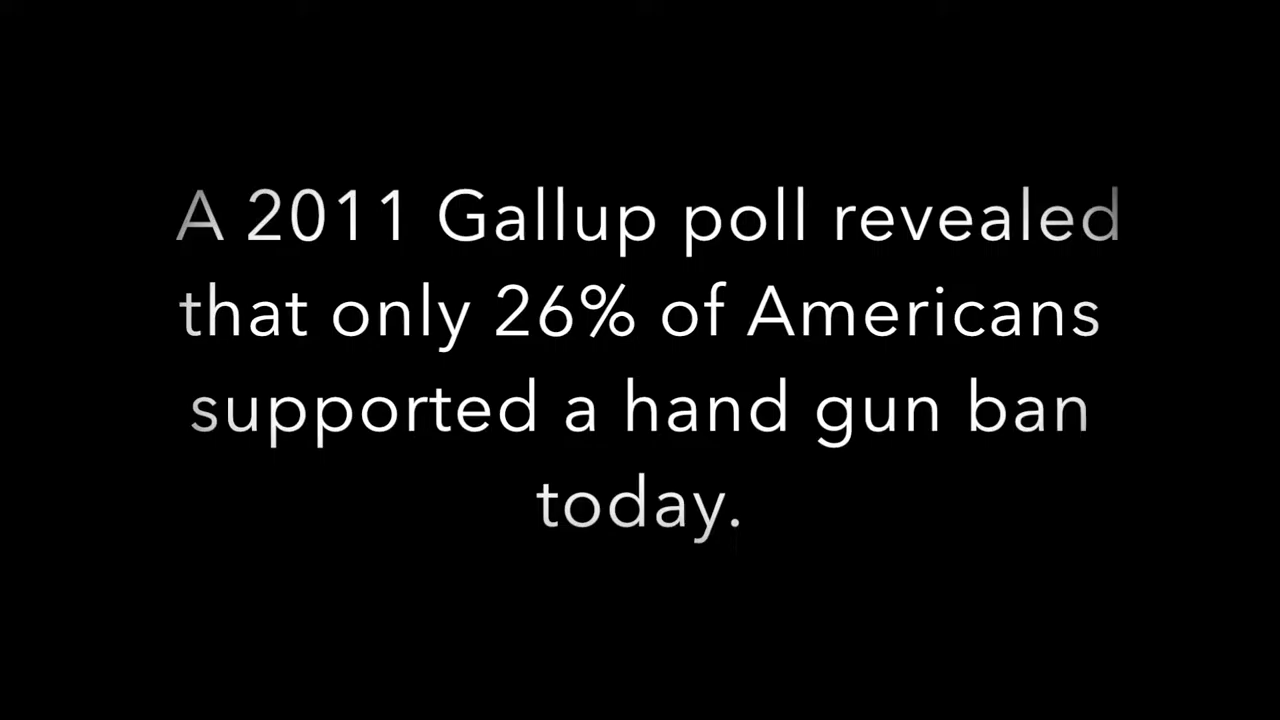 A 2011 Gallup poll revealed
that only 26% of Americans
supported a hand gun ban
today.